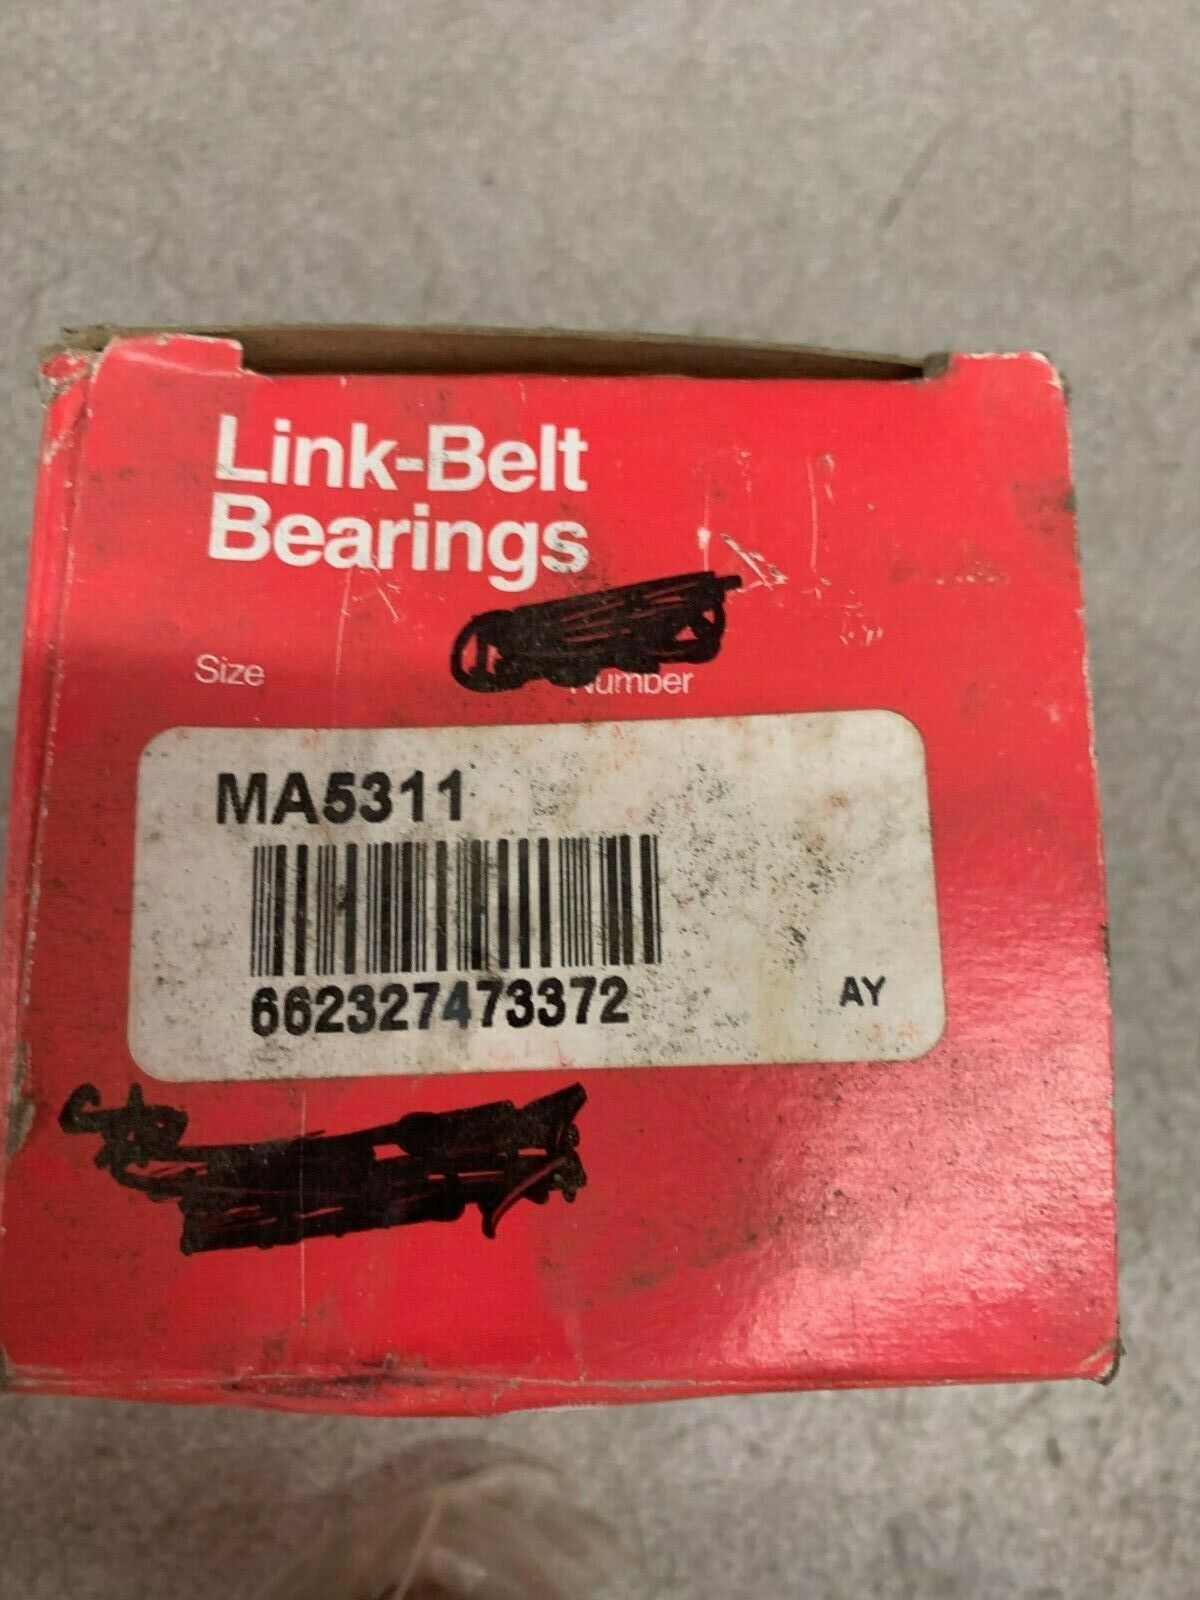 Link-Belt
Bearings
Size Number
MA5311
662327473372
AY